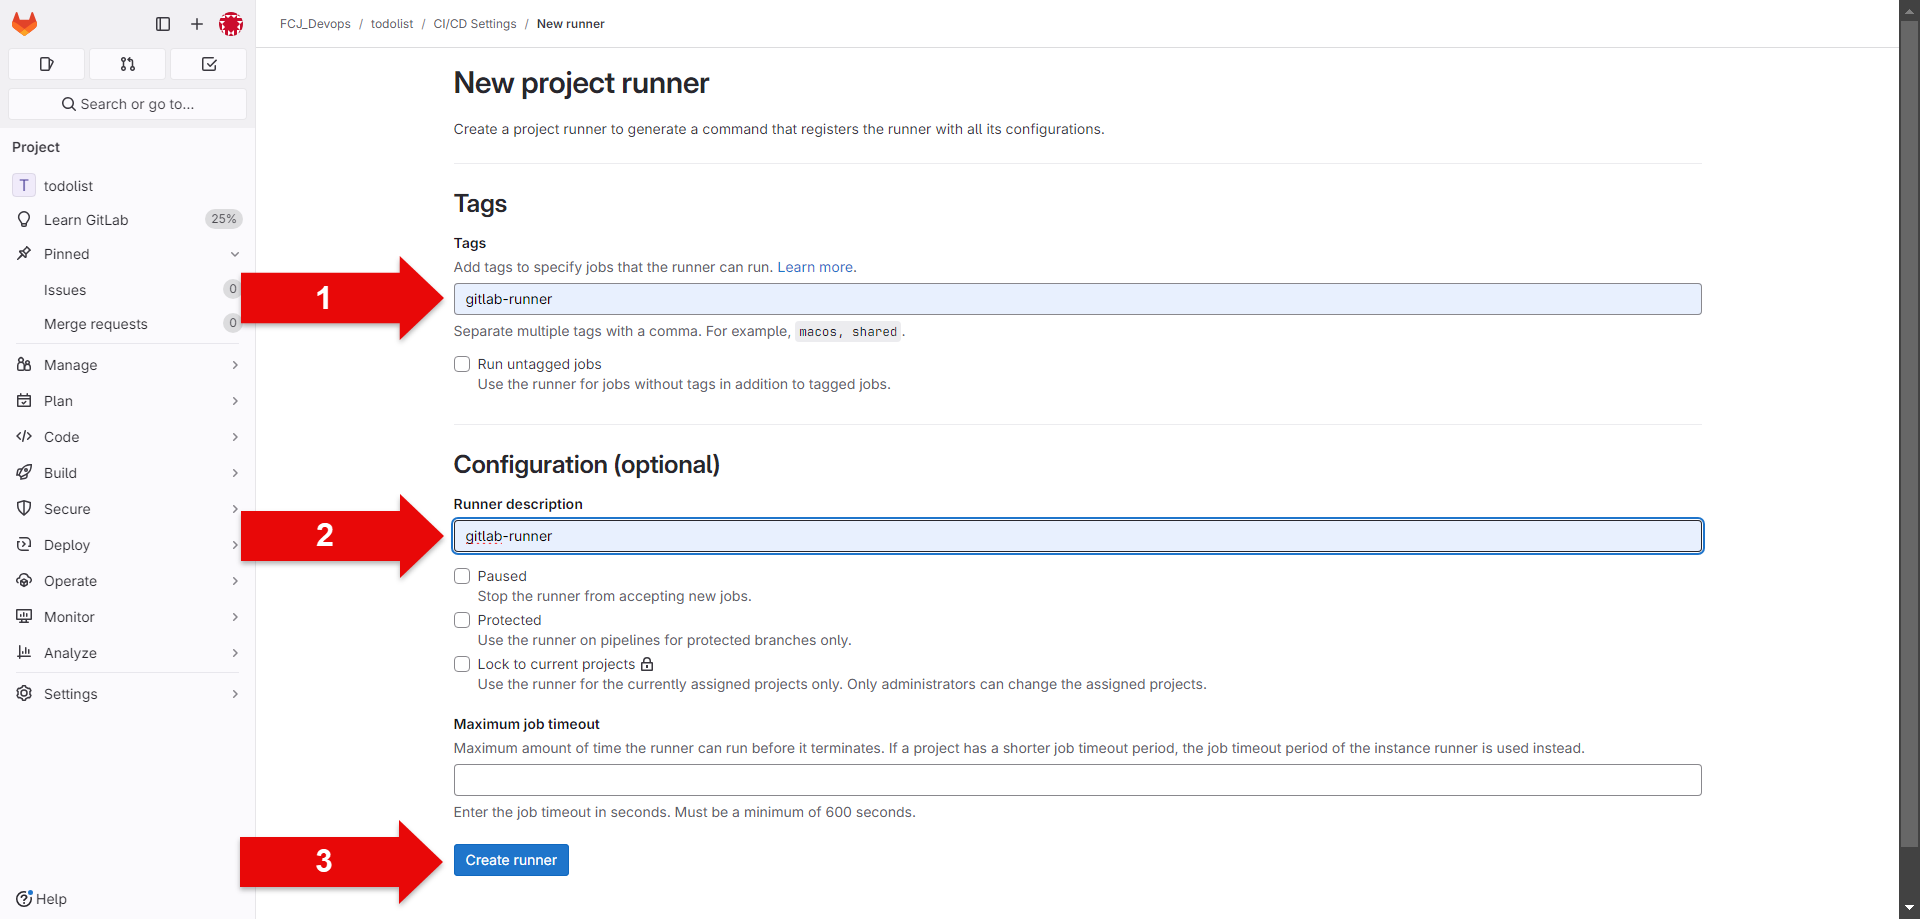 FCJ_Devops / todolist / CI/CD Settings / New runner
Search or go to...
Project
T todolist
Learn GitLab 25%
Pinned
Issues 0
Merge requests 0
Manage
Plan
Code
Build
Secure
Deploy
Operate
Monitor
Analyze
Settings
Help
New project runner
Create a project runner to generate a command that registers the runner with all its configurations.
Tags
Tags
Add tags to specify jobs that the runner can run. Learn more.
1
gitlab-runner
Separate multiple tags with a comma. For example, macos, shared.
Run untagged jobs
Use the runner for jobs without tags in addition to tagged jobs.
Configuration (optional)
Runner description
2
gitlab-runner
Paused
Stop the runner from accepting new jobs.
Protected
Use the runner on pipelines for protected branches only.
Lock to current projects
Use the runner for the currently assigned projects only. Only administrators can change the assigned projects.
Maximum job timeout
Maximum amount of time the runner can run before it terminates. If a project has a shorter job timeout period, the job timeout period of the instance runner is used instead.
Enter the job timeout in seconds. Must be a minimum of 600 seconds.
3
Create runner